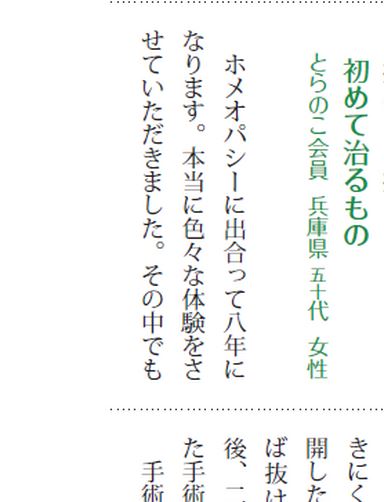 初めて治るもの
とらのこ会員 兵庫県 五十代 女性
ホメオパシーに出合って八年に
なります。本当に色々な体験をさ
せていただきました。その中でも
きにく
開した
ば抜け
後、二
た手術
手術